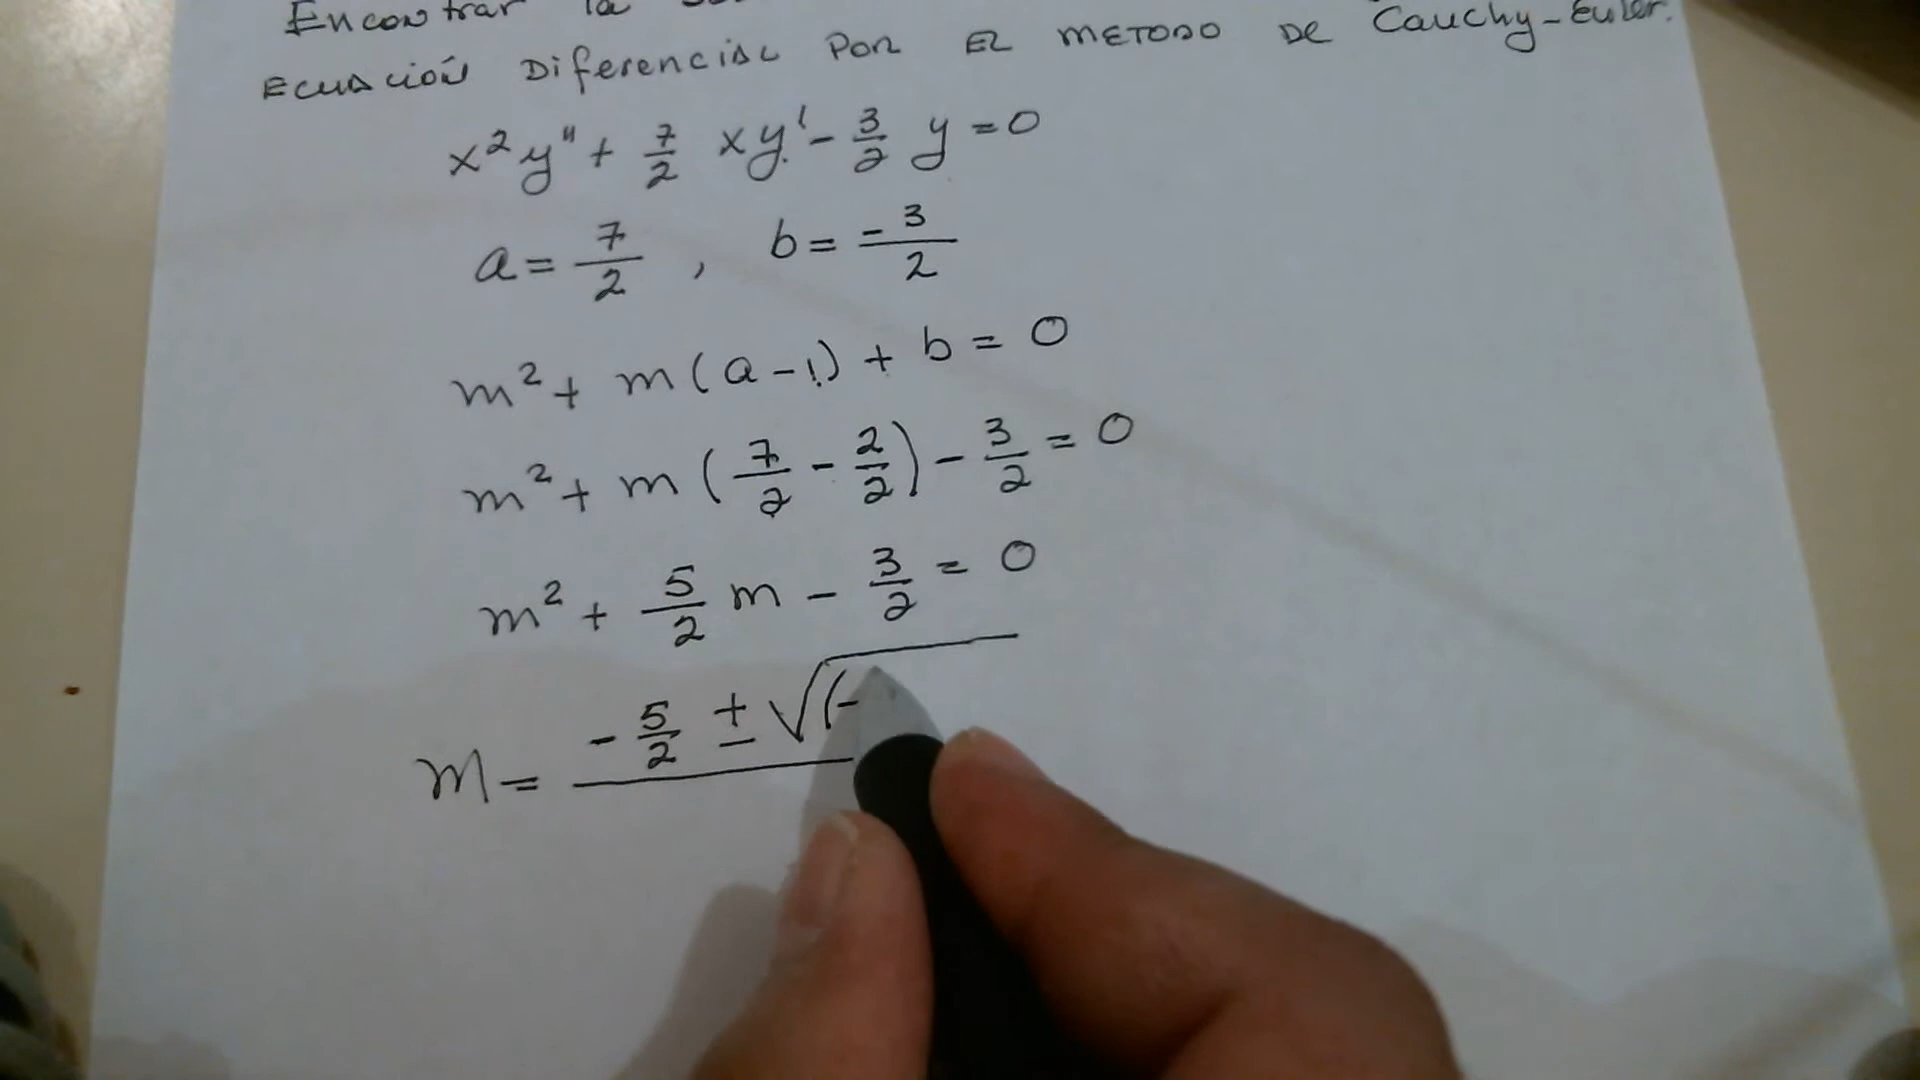 Encontrar la
Ecuación Diferencial por el metodo de Cauchy-Euler.
x²y" + 7/2 xy' - 3/2 y = 0
a = 7/2 , b = -3/2
m² + m(a-1) + b = 0
m² + m(7/2 - 2/2) - 3/2 = 0
m² + 5/2 m - 3/2 = 0
m = -5/2 ± √(-